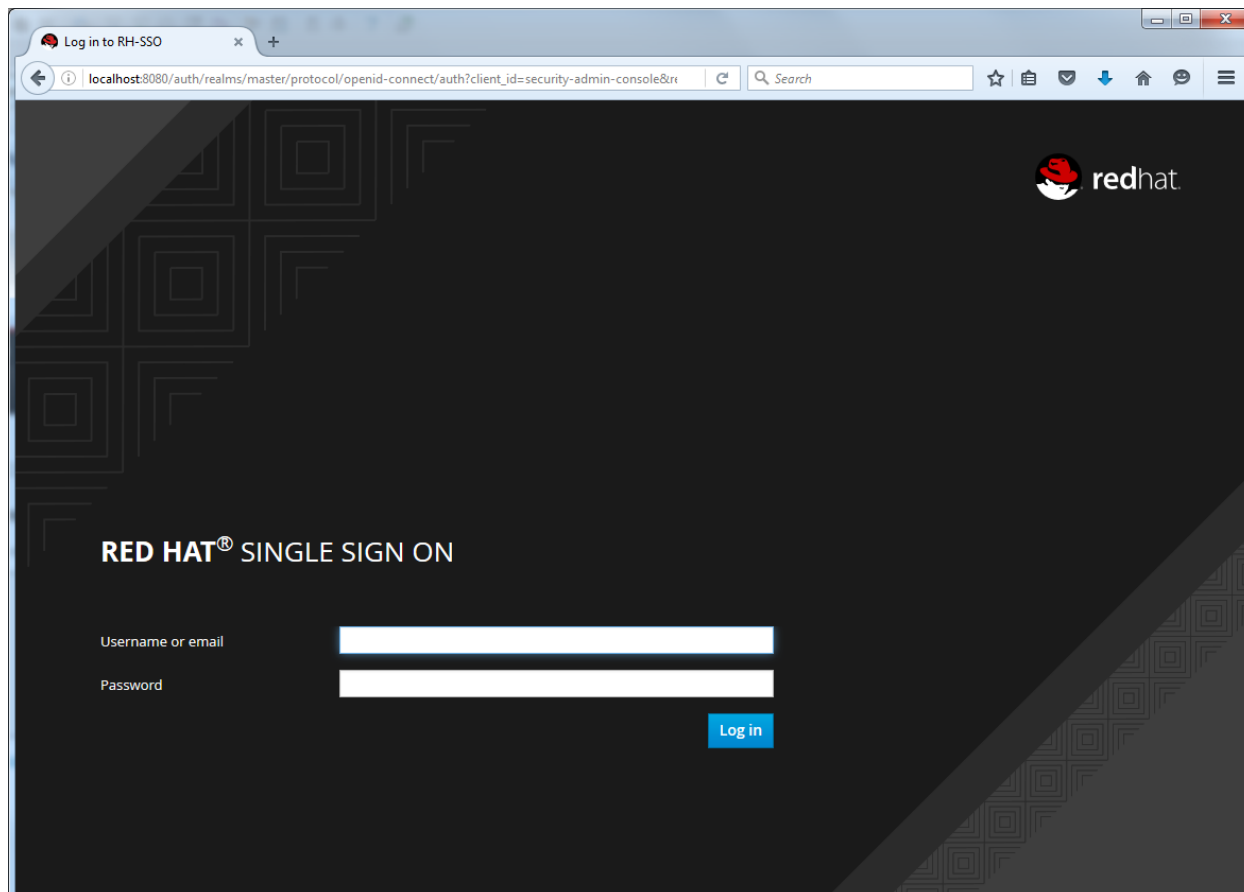 Log in to RH-SSO
localhost:8080/auth/realms/master/protocol/openid-connect/auth?client_id=security-admin-console&re
Search
redhat.
RED HAT® SINGLE SIGN ON
Username or email
Password
Log in